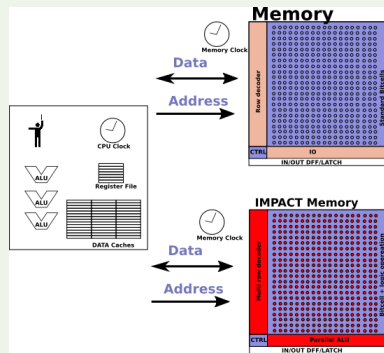 Memory
Memory Clock
Data
Address
Row decoder
Standard Bitcells
CTRL
IO
IN/OUT DFF/LATCH
CPU Clock
ALU
ALU
ALU
Register File
DATA Caches
IMPACT Memory
Memory Clock
Data
Address
Multi row decoder
Bitcell + logic operation
CTRL
Parallel ALU
IN/OUT DFF/LATCH